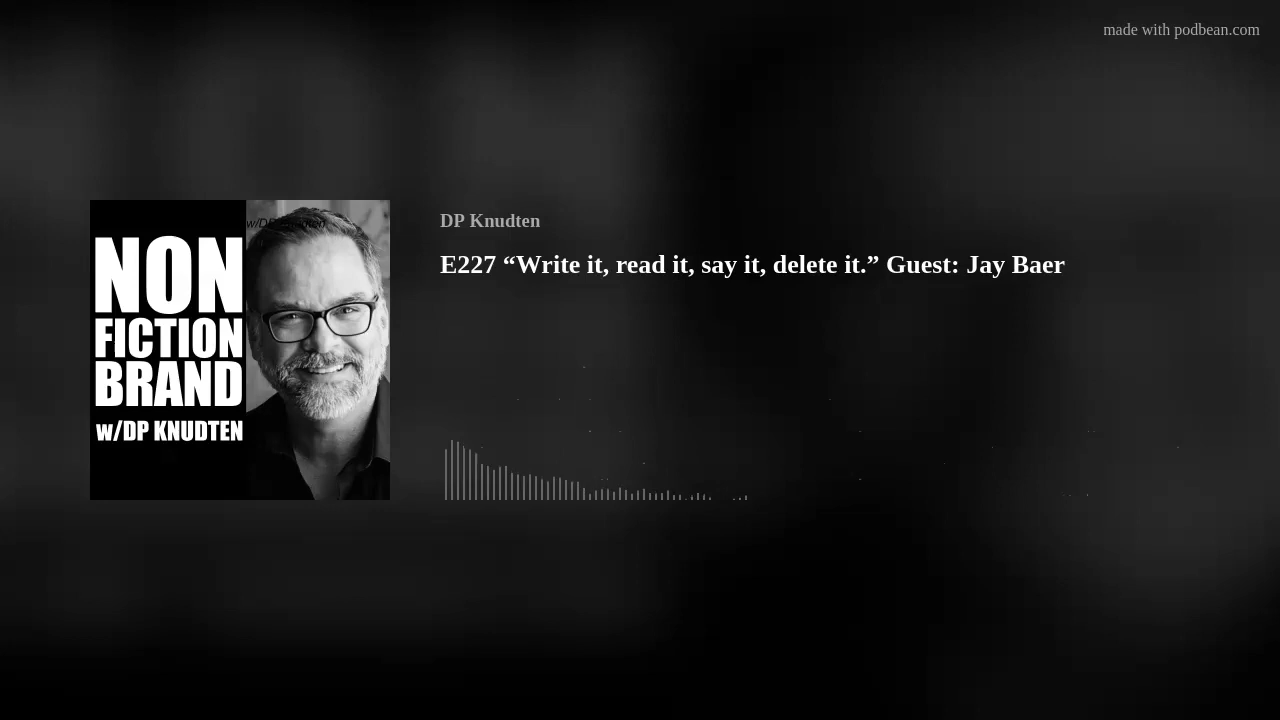 made with podbean.com
NON
FICTION
BRAND
w/DP KNUDTEN
DP Knudten
E227 “Write it, read it, say it, delete it.” Guest: Jay Baer